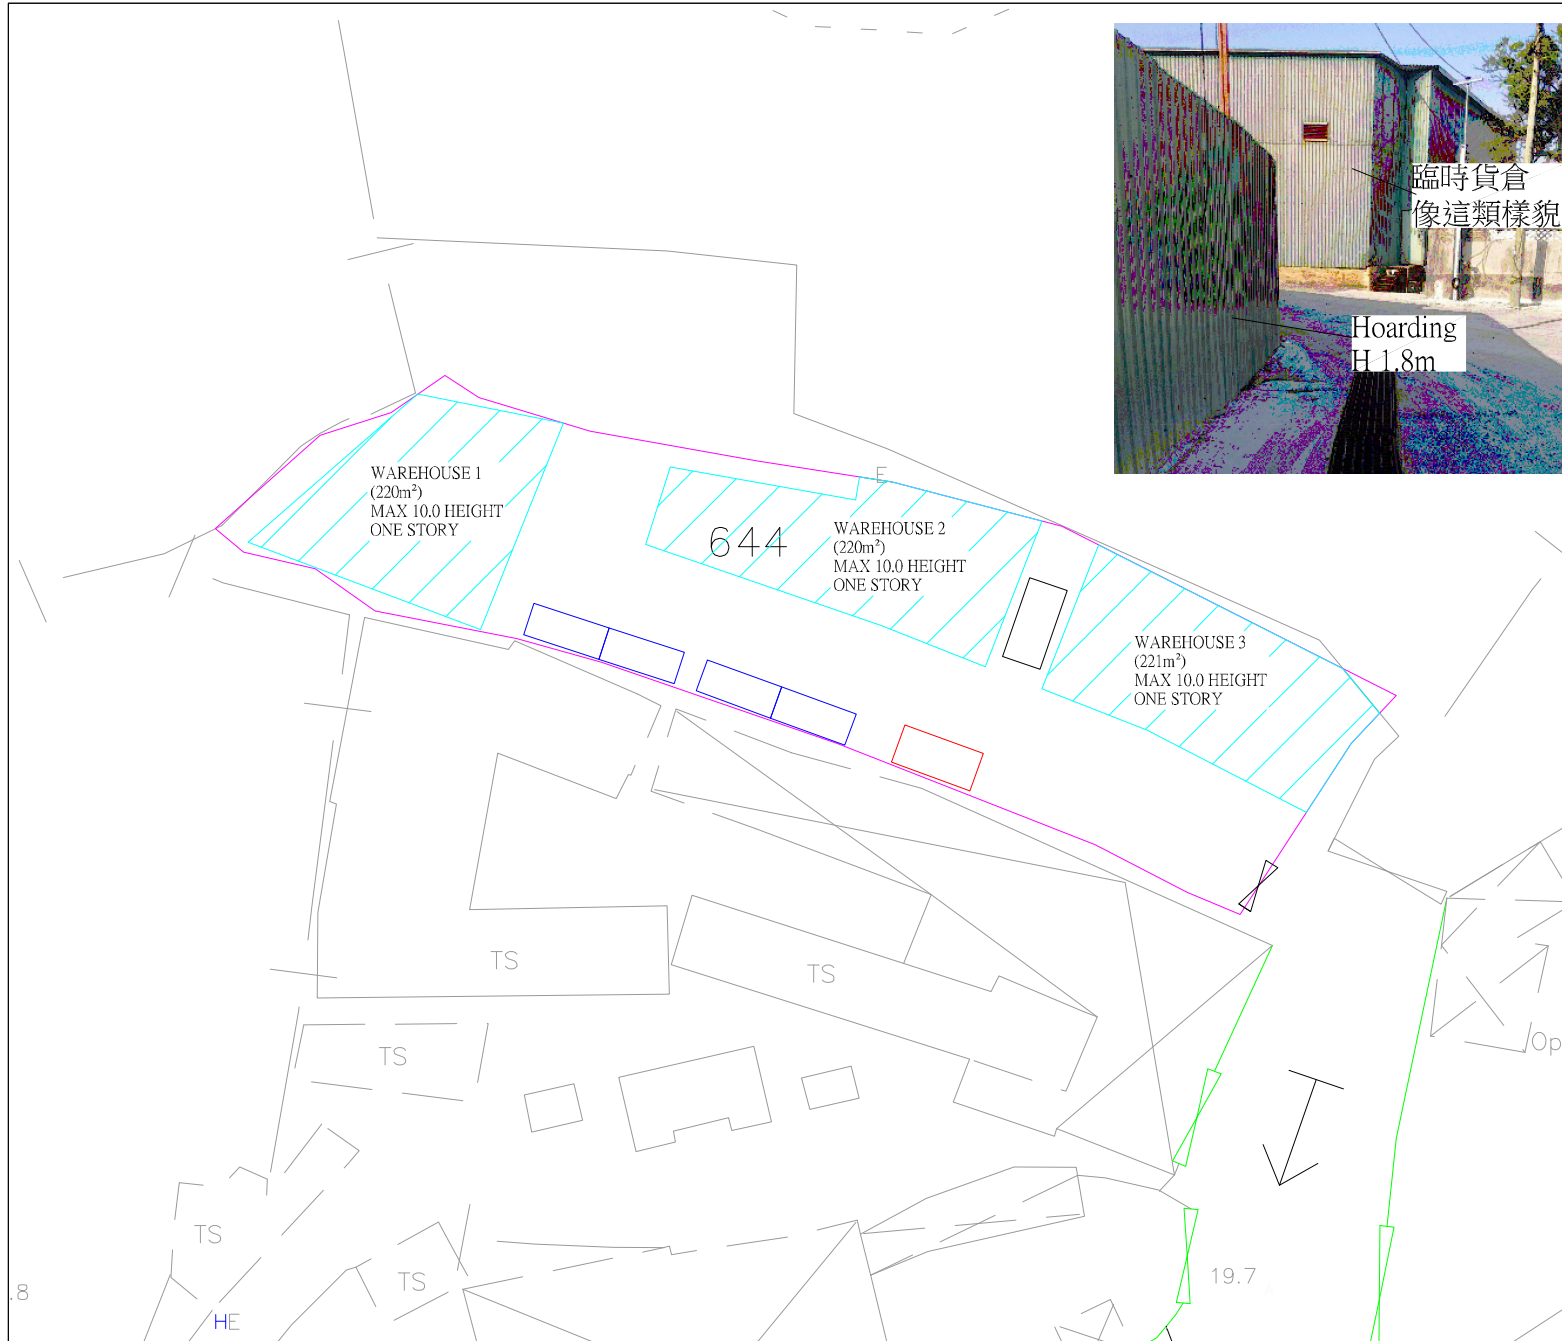 臨時貨倉
像這類樣貌
Hoarding
H 1.8m
E
WAREHOUSE 1
(220m²)
MAX 10.0 HEIGHT
ONE STORY
644
WAREHOUSE 2
(220m²)
MAX 10.0 HEIGHT
ONE STORY
WAREHOUSE 3
(221m²)
MAX 10.0 HEIGHT
ONE STORY
TS
TS
TS
Op
TS
TS
19.7
.8
HE